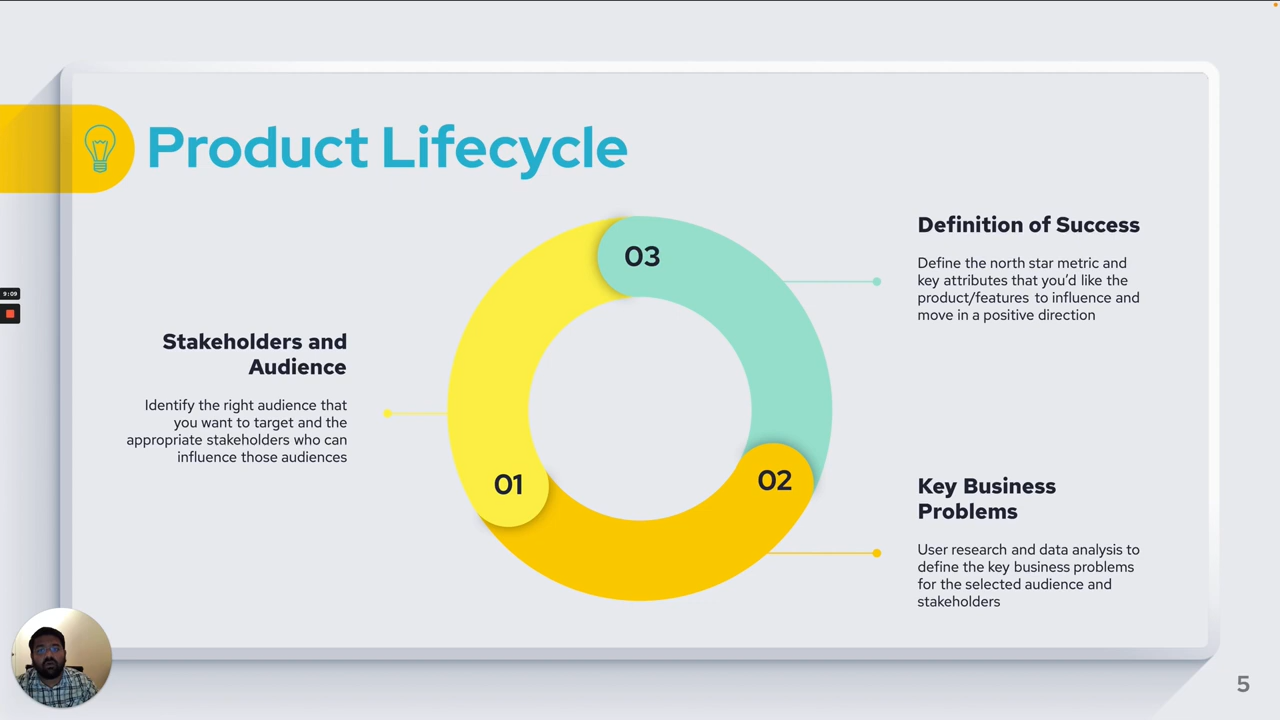 Product Lifecycle
9:09
01
Stakeholders and
Audience
Identify the right audience that
you want to target and the
appropriate stakeholders who can
influence those audiences
02
Key Business
Problems
User research and data analysis to
define the key business problems
for the selected audience and
stakeholders
03
Definition of Success
Define the north star metric and
key attributes that you’d like the
product/features to influence and
move in a positive direction
5